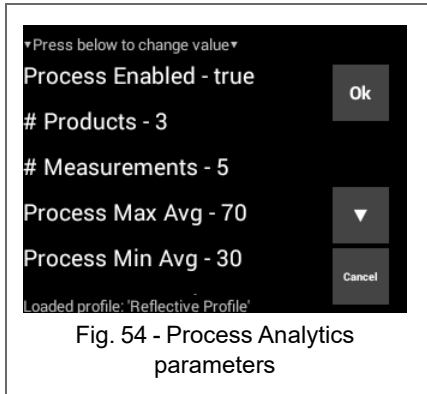 ▾Press below to change value▾
Process Enabled - true
Ok
# Products - 3
# Measurements - 5
Process Max Avg - 70
▼
Process Min Avg - 30
Cancel
Loaded profile: 'Reflective Profile'
Fig. 54 - Process Analytics
parameters